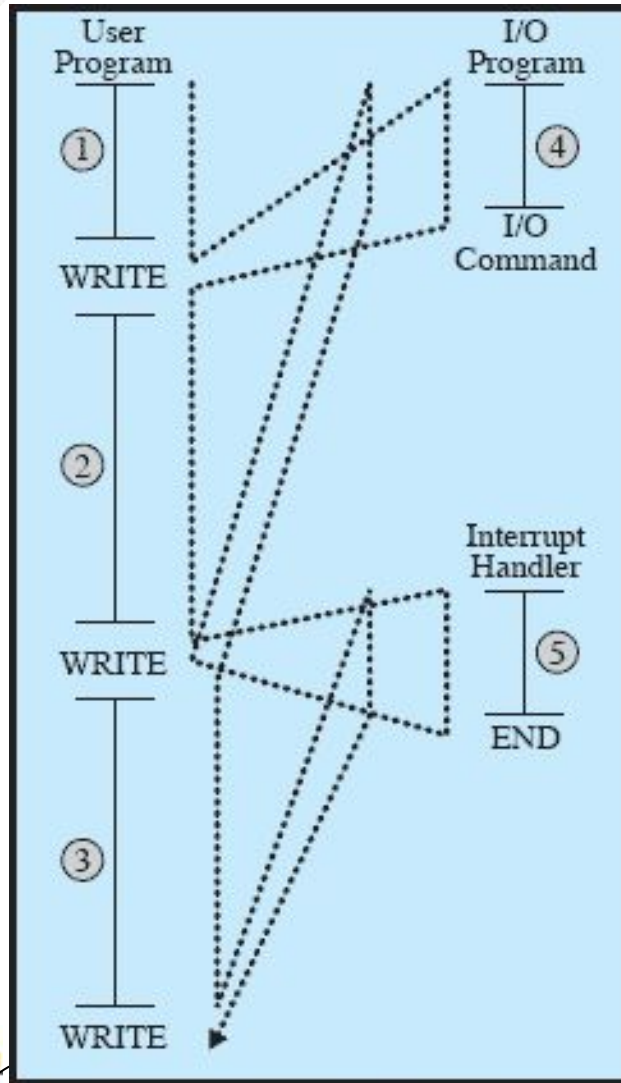 User
Program
1
WRITE
2
WRITE
3
WRITE
I/O
Program
4
I/O
Command
Interrupt
Handler
5
END